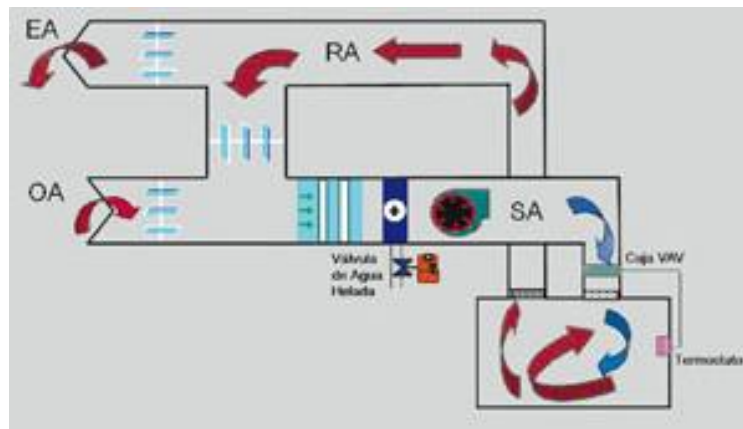 EA
RA
OA
SA
Válvula
de Agua
Helada
Caja VAV
Termostato